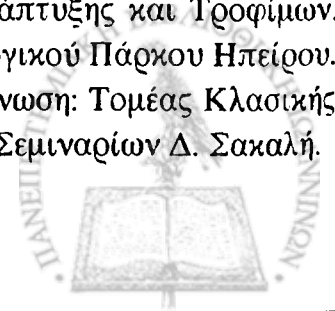 άπτυξης και Τροφίμων.
γικού Πάρκου Ηπείρου.
νωση: Τομέας Κλασικής
Σεμιναρίων Δ. Σακαλή.